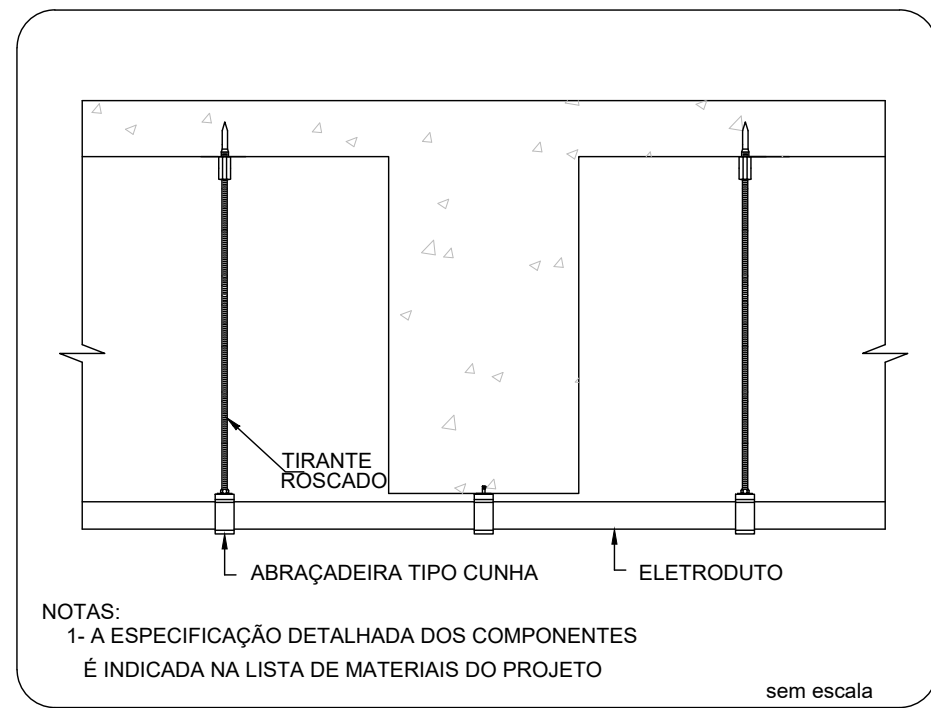 TIRANTE
ROSCADO
ABRAÇADEIRA TIPO CUNHA
ELETRODUTO
NOTAS:
1- A ESPECIFICAÇÃO DETALHADA DOS COMPONENTES
É INDICADA NA LISTA DE MATERIAIS DO PROJETO
sem escala